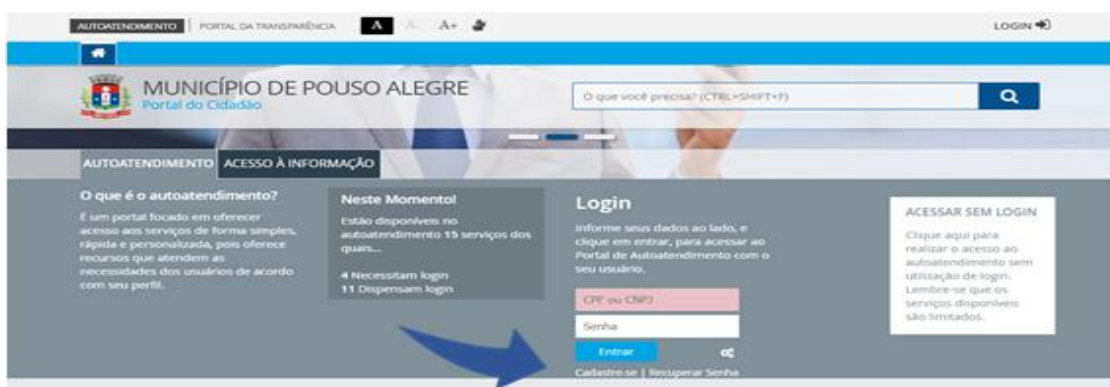 AUTOATENDIMENTO | PORTAL DA TRANSPARÊNCIA A A- A+
LOGIN
MUNICÍPIO DE POUSO ALEGRE
Portal do Cidadão
O que você precisa? (CTRL+SHIFT+P)
AUTOATENDIMENTO ACESSO À INFORMAÇÃO
O que é o autoatendimento?
É um portal focado em oferecer
acesso aos serviços de forma simples,
rápida e personalizada, pois oferece
recursos que atendem as
necessidades dos usuários de acordo
com seu perfil.
Neste Momento!
Estão disponíveis no
autoatendimento 15 serviços dos
quais...
4 Necessitam login
11 Dispensam login
Login
Informe seus dados ao lado, e
clique em entrar, para acessar ao
Portal de Autoatendimento com o
seu usuário.
CPF ou CNPJ
Senha
Entrar
Cadastre-se | Recuperar Senha
ACESSAR SEM LOGIN
Clique aqui para
realizar o acesso ao
autoatendimento sem
utilização de login.
Lembre-se que os
serviços disponíveis
são limitados.